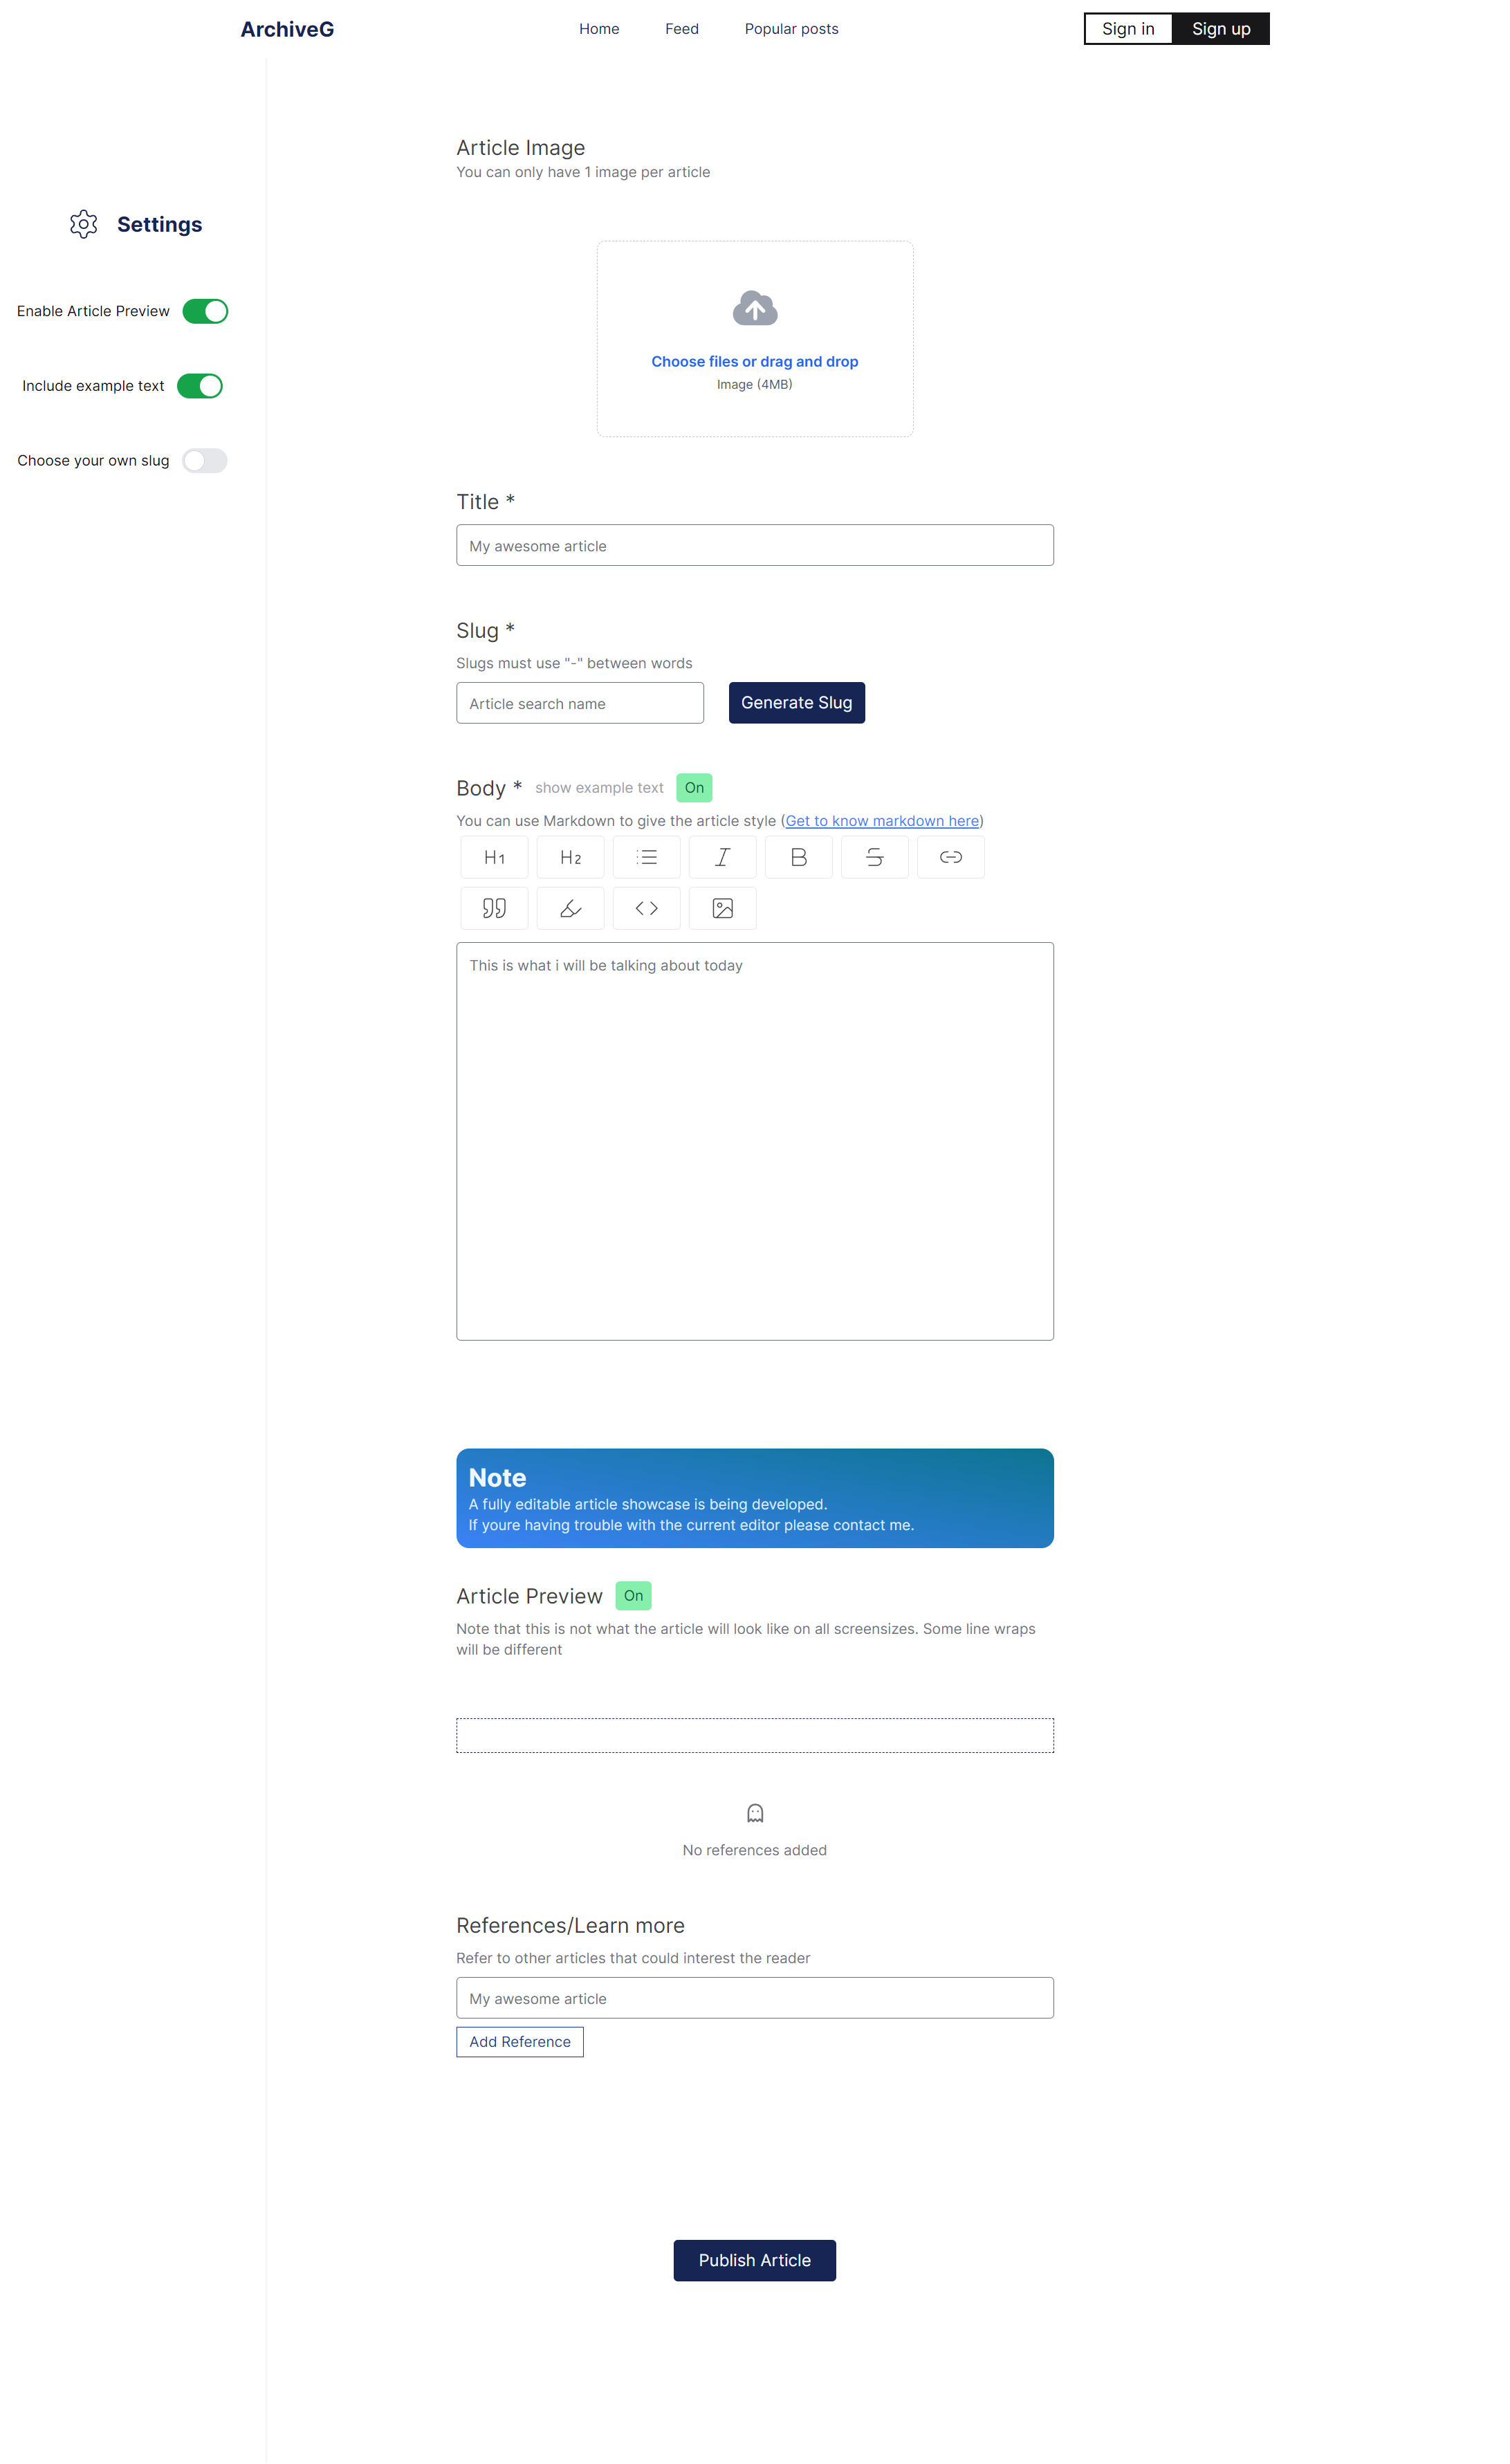 ArchiveG
Home
Feed
Popular posts
Sign in
Sign up
Settings
Enable Article Preview
Include example text
Choose your own slug
Article Image
You can only have 1 image per article
Choose files or drag and drop
Image (4MB)
Title *
My awesome article
Slug *
Slugs must use "-" between words
Article search name
Generate Slug
Body * show example text On
You can use Markdown to give the article style (Get to know markdown here)
H1
H2
I
B
S
This is what i will be talking about today
Note
A fully editable article showcase is being developed.
If youre having trouble with the current editor please contact me.
Article Preview On
Note that this is not what the article will look like on all screensizes. Some line wraps
will be different
No references added
References/Learn more
Refer to other articles that could interest the reader
My awesome article
Add Reference
Publish Article